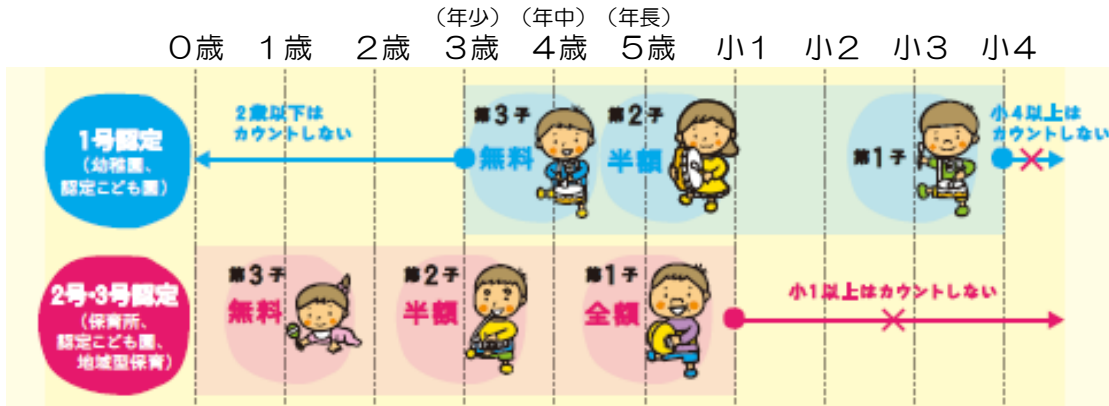 （年少）（年中）（年長）
０歳 １歳 ２歳 ３歳 ４歳 ５歳 小１ 小２ 小３ 小４
1号認定
（幼稚園、
認定こども園）
2歳以下は
カウントしない
第3子
無料
第2子
半額
第1子
小4以上は
カウントしない
2号・3号認定
（保育所、
認定こども園、
地域型保育）
第3子
無料
第2子
半額
第1子
全額
小1以上はカウントしない